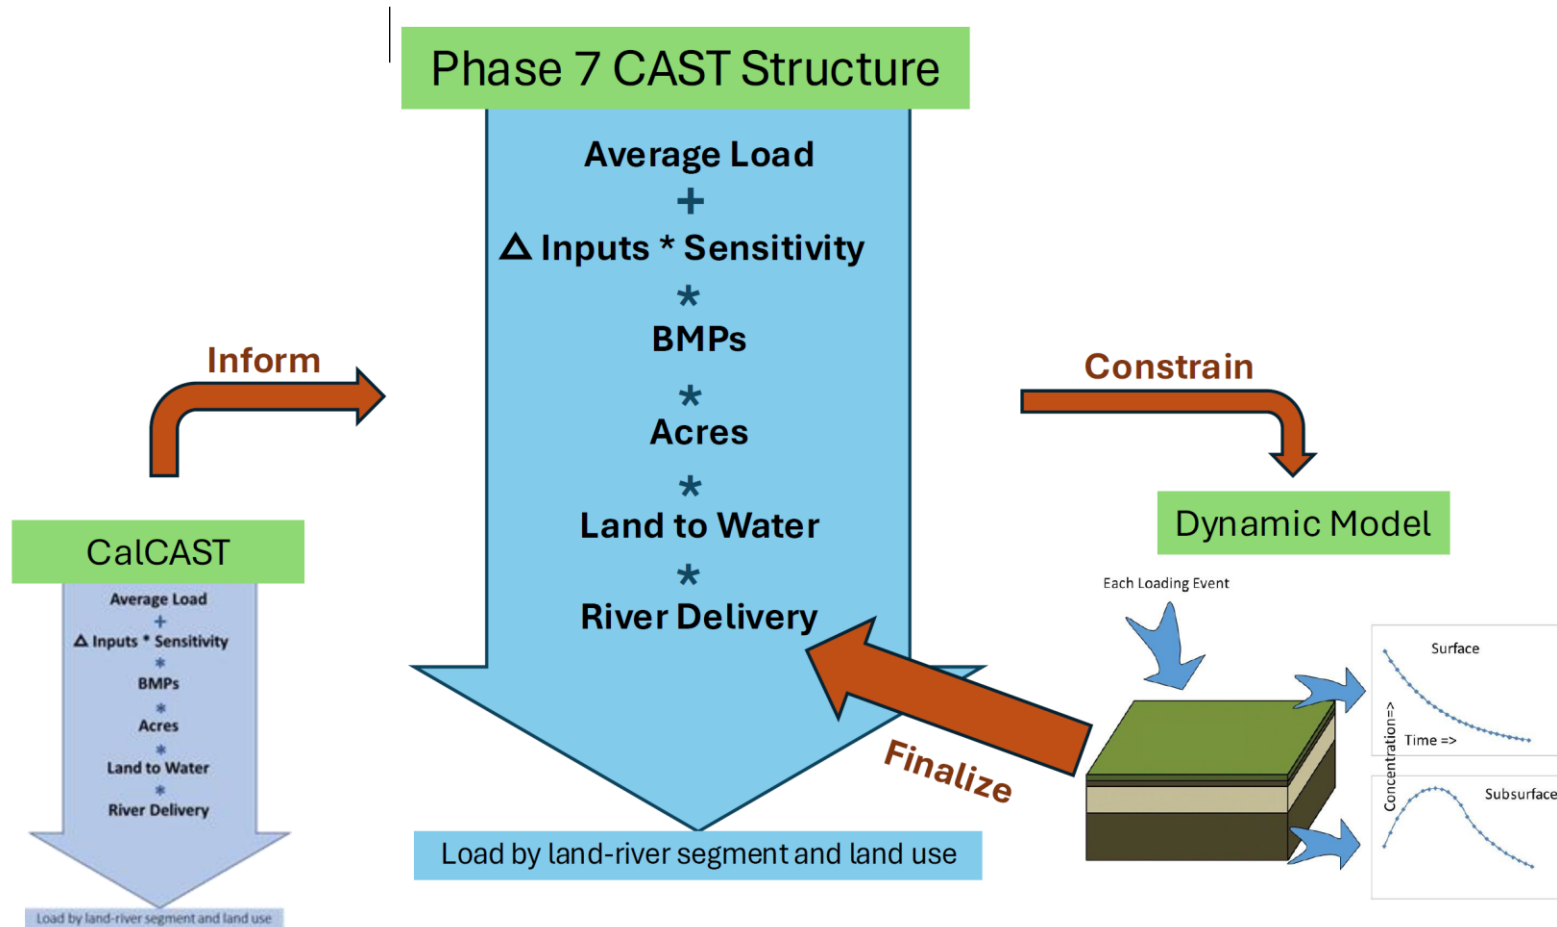 Phase 7 CAST Structure
Average Load
+
Δ Inputs * Sensitivity
*
BMPs
*
Acres
*
Land to Water
*
River Delivery
Load by land-river segment and land use
Inform
CalCAST
Average Load
+
Δ Inputs * Sensitivity
*
BMPs
*
Acres
*
Land to Water
*
River Delivery
Load by land-river segment and land use
Constrain
Dynamic Model
Each Loading Event
Surface
Time =>
Concentration=>
Subsurface
Finalize